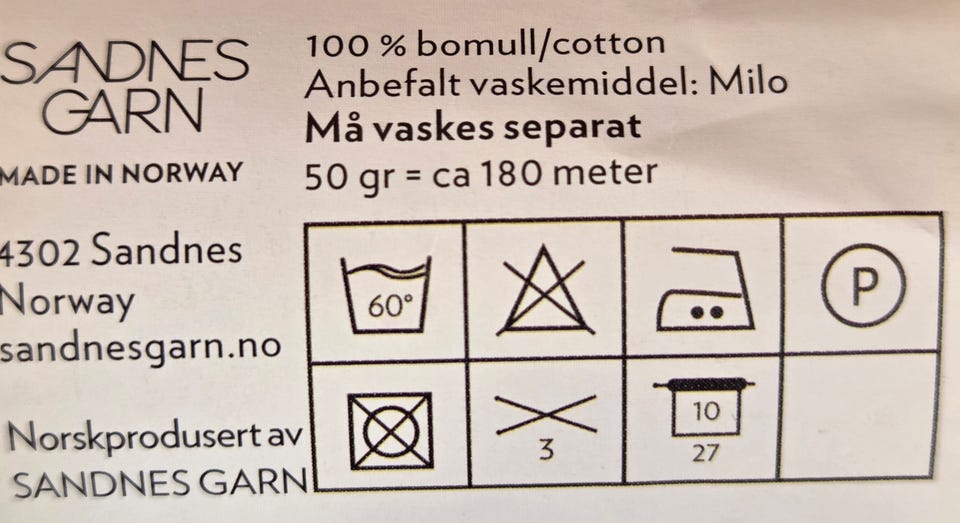 SANDNES
GARN
MADE IN NORWAY
4302 Sandnes
Norway
sandnesgarn.no
Norskprodusert av
SANDNES GARN
100 % bomull/cotton
Anbefalt vaskemiddel: Milo
Må vaskes separat
50 gr = ca 180 meter
60°
P
3
10
27